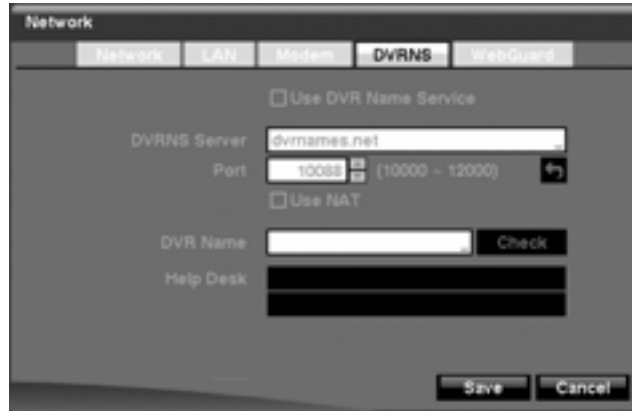 Network
Network LAN Modem DVRNS WebGuard
Use DVR Name Service
DVRNS Server dvrnames.net
Port 10088 (10000 ~ 12000)
Use NAT
DVR Name Check
Help Desk
Save Cancel